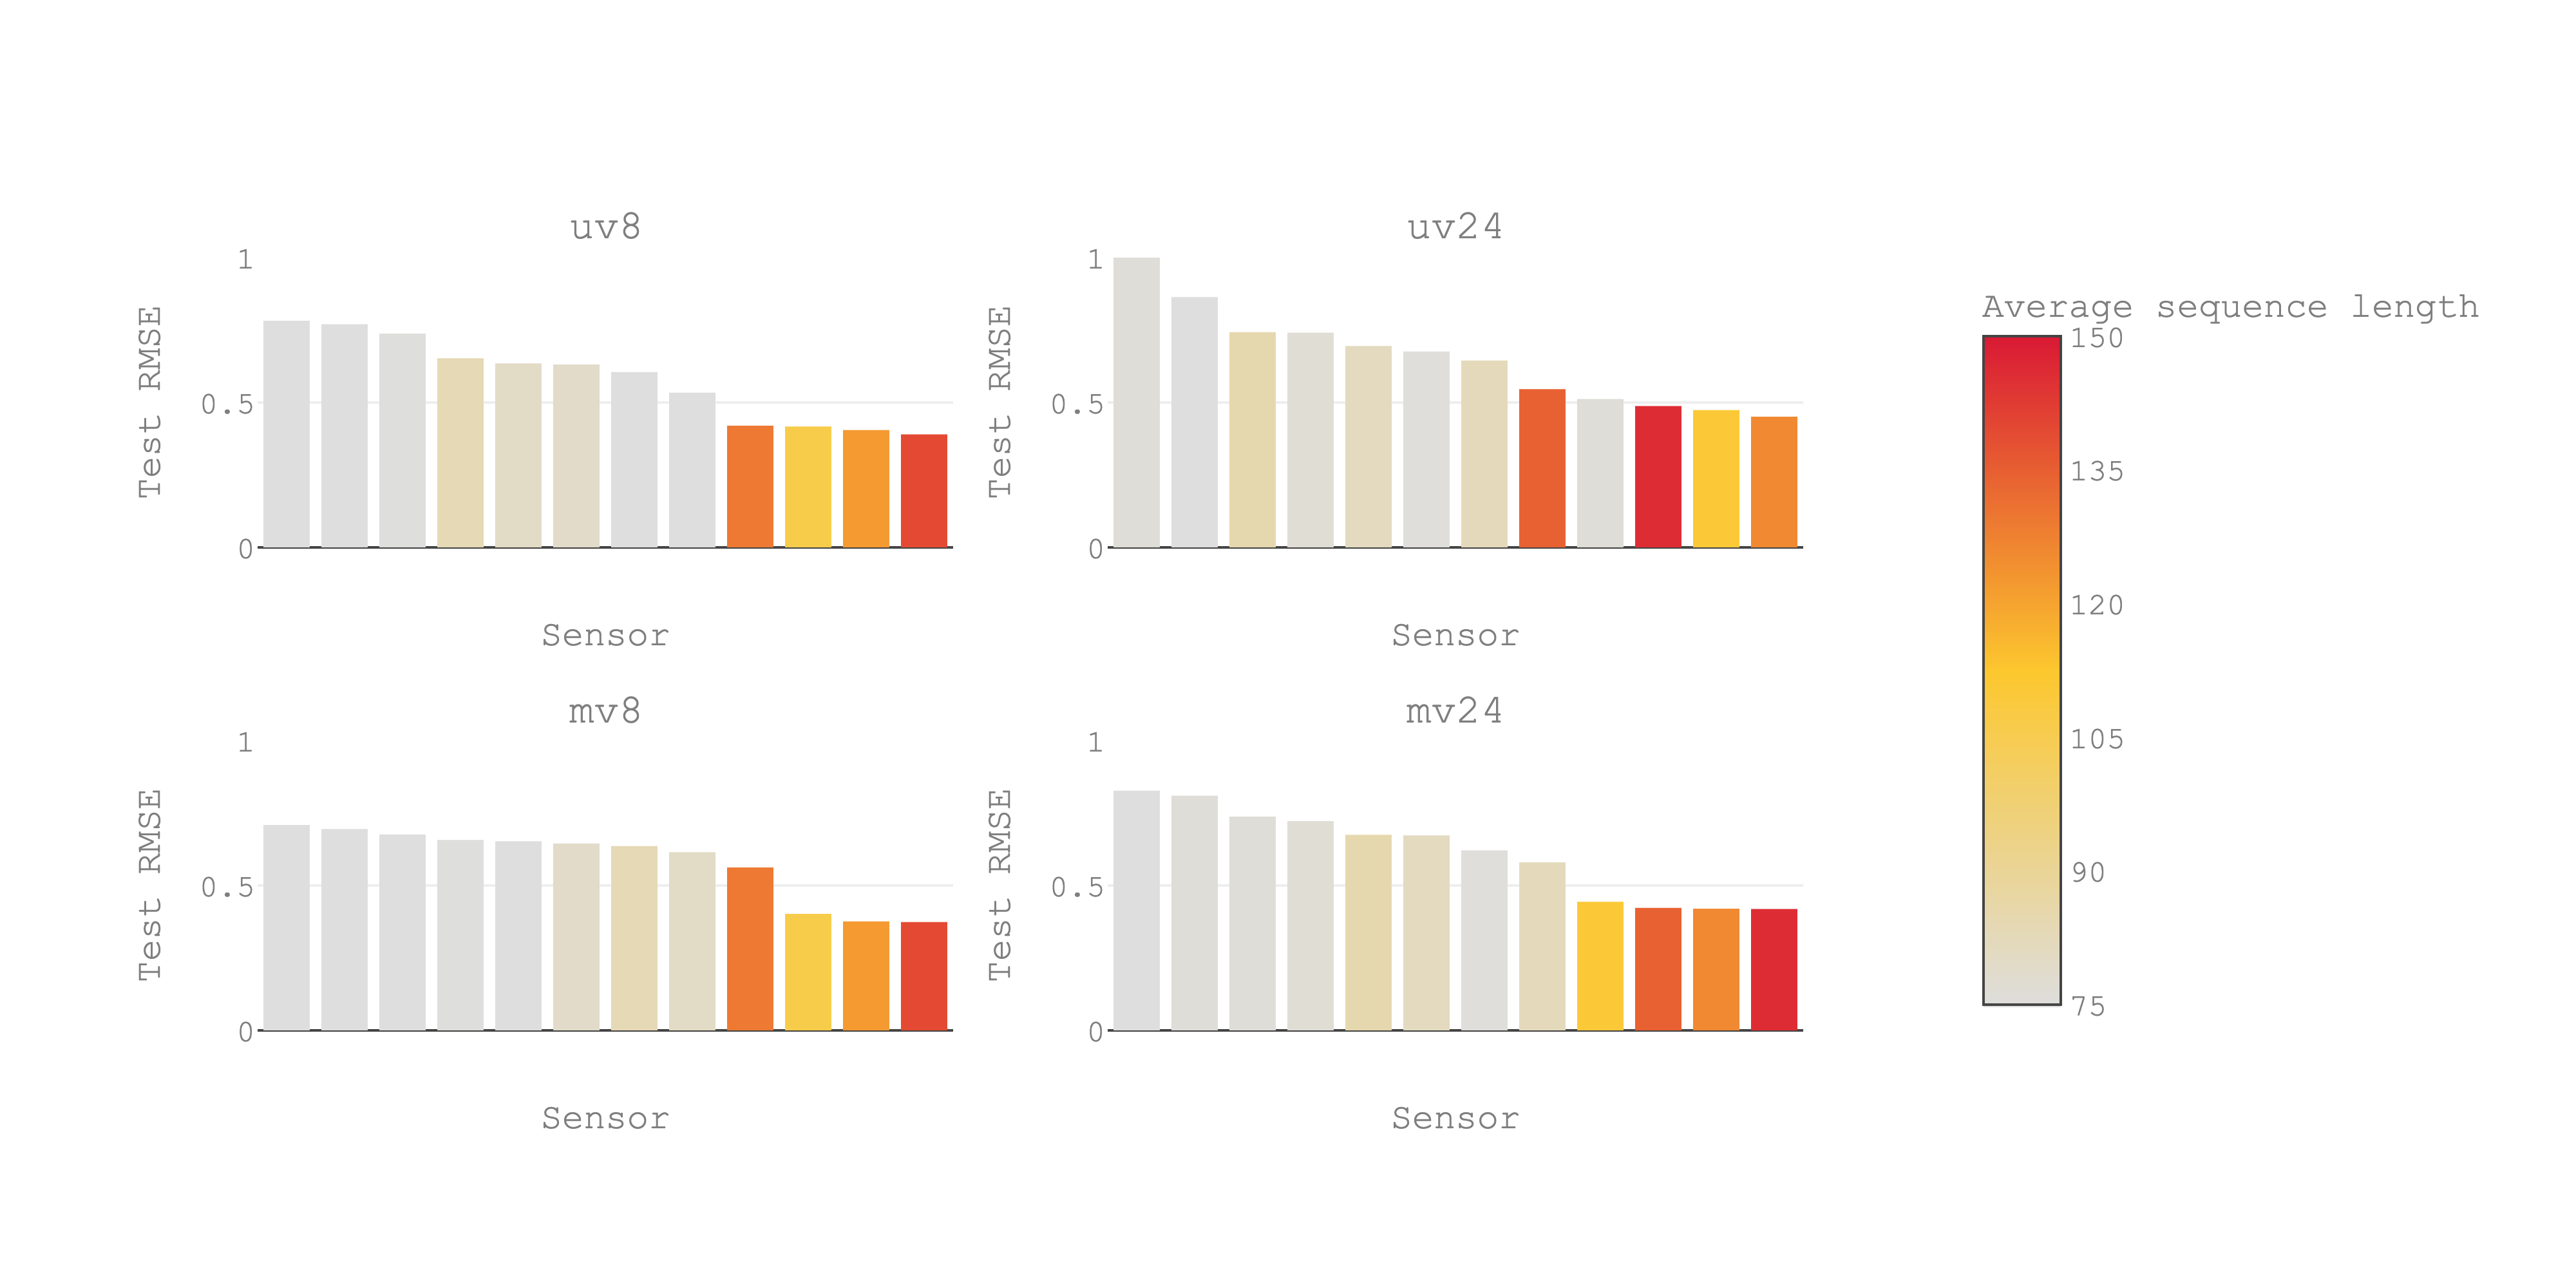 uv8
1
0.5
0
Test RMSE
Sensor
uv24
1
0.5
0
Test RMSE
Sensor
mv8
1
0.5
0
Test RMSE
Sensor
mv24
1
0.5
0
Test RMSE
Sensor
Average sequence length
150
135
120
105
90
75